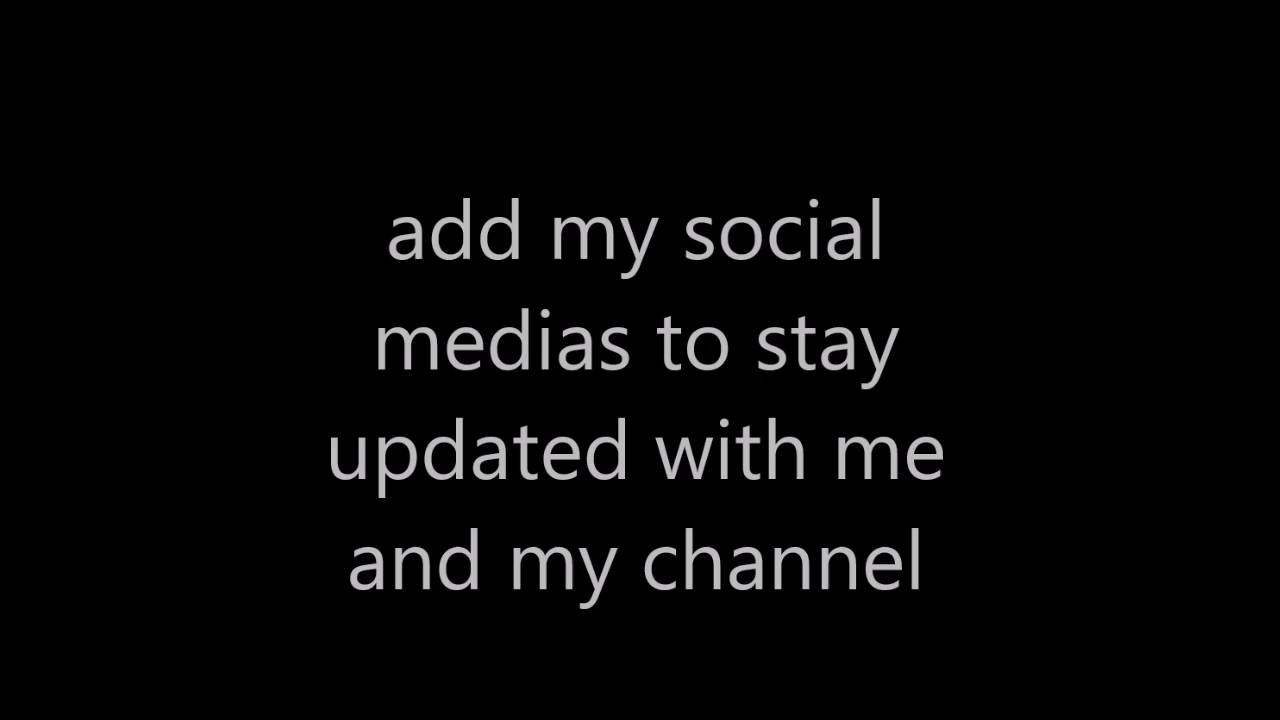 add my social
medias to stay
updated with me
and my channel